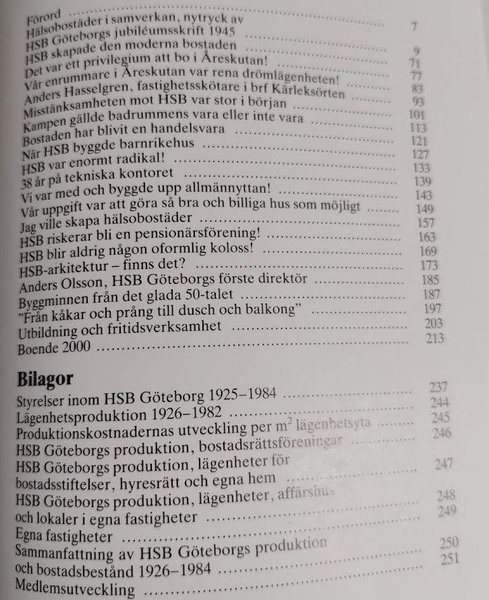 Förord ........ 7
Hälsobostäder i samverkan, nytryck av
HSB Göteborgs jubiléumsskrift 1945 ........ 9
HSB skapade den moderna bostaden ........ 71
Det var ett privilegium att bo i Åreskutan! ........ 77
Vår enrummare i Åreskutan var rena drömlägenheten! ........ 83
Anders Hasselgren, fastighetsskötare i brf Kärleksörten ........ 93
Misstänksamheten mot HSB var stor i början ........ 101
Kampen gällde badrummens vara eller inte vara ........ 113
Bostaden har blivit en handelsvara ........ 121
När HSB byggde barnrikehus ........ 127
HSB var enormt radikal! ........ 133
38 år på tekniska kontoret ........ 139
Vi var med och byggde upp allmännyttan! ........ 143
Vår uppgift var att göra så bra och billiga hus som möjligt ........ 149
Jag ville skapa hälsobostäder ........ 157
HSB riskerar bli en pensionärsförening! ........ 163
HSB blir aldrig någon oformlig koloss! ........ 169
HSB-arkitektur – finns det? ........ 173
Anders Olsson, HSB Göteborgs förste direktör ........ 185
Byggminnen från det glada 50-talet ........ 187
"Från kåkar och prång till dusch och balkong" ........ 197
Utbildning och fritidsverksamhet ........ 203
Boende 2000 ........ 213
Bilagor
Styrelser inom HSB Göteborg 1925–1984 ........ 237
Lägenhetsproduktion 1926–1982 ........ 244
Produktionskostnadernas utveckling per m² lägenhetsyta ........ 245
HSB Göteborgs produktion, bostadsrättsföreningar ........ 246
HSB Göteborgs produktion, lägenheter för
bostadsstiftelser, hyresrätt och egna hem ........ 247
HSB Göteborgs produktion, lägenheter, affärshus
och lokaler i egna fastigheter ........ 248
Egna fastigheter ........ 249
Sammanfattning av HSB Göteborgs produktion
och bostadsbestånd 1926–1984 ........ 250
Medlemsutveckling ........ 251